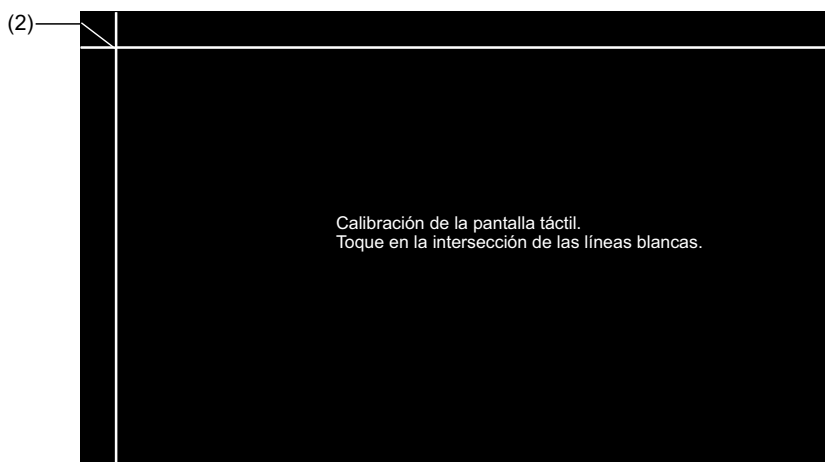 (2)
Calibración de la pantalla táctil.
Toque en la intersección de las líneas blancas.